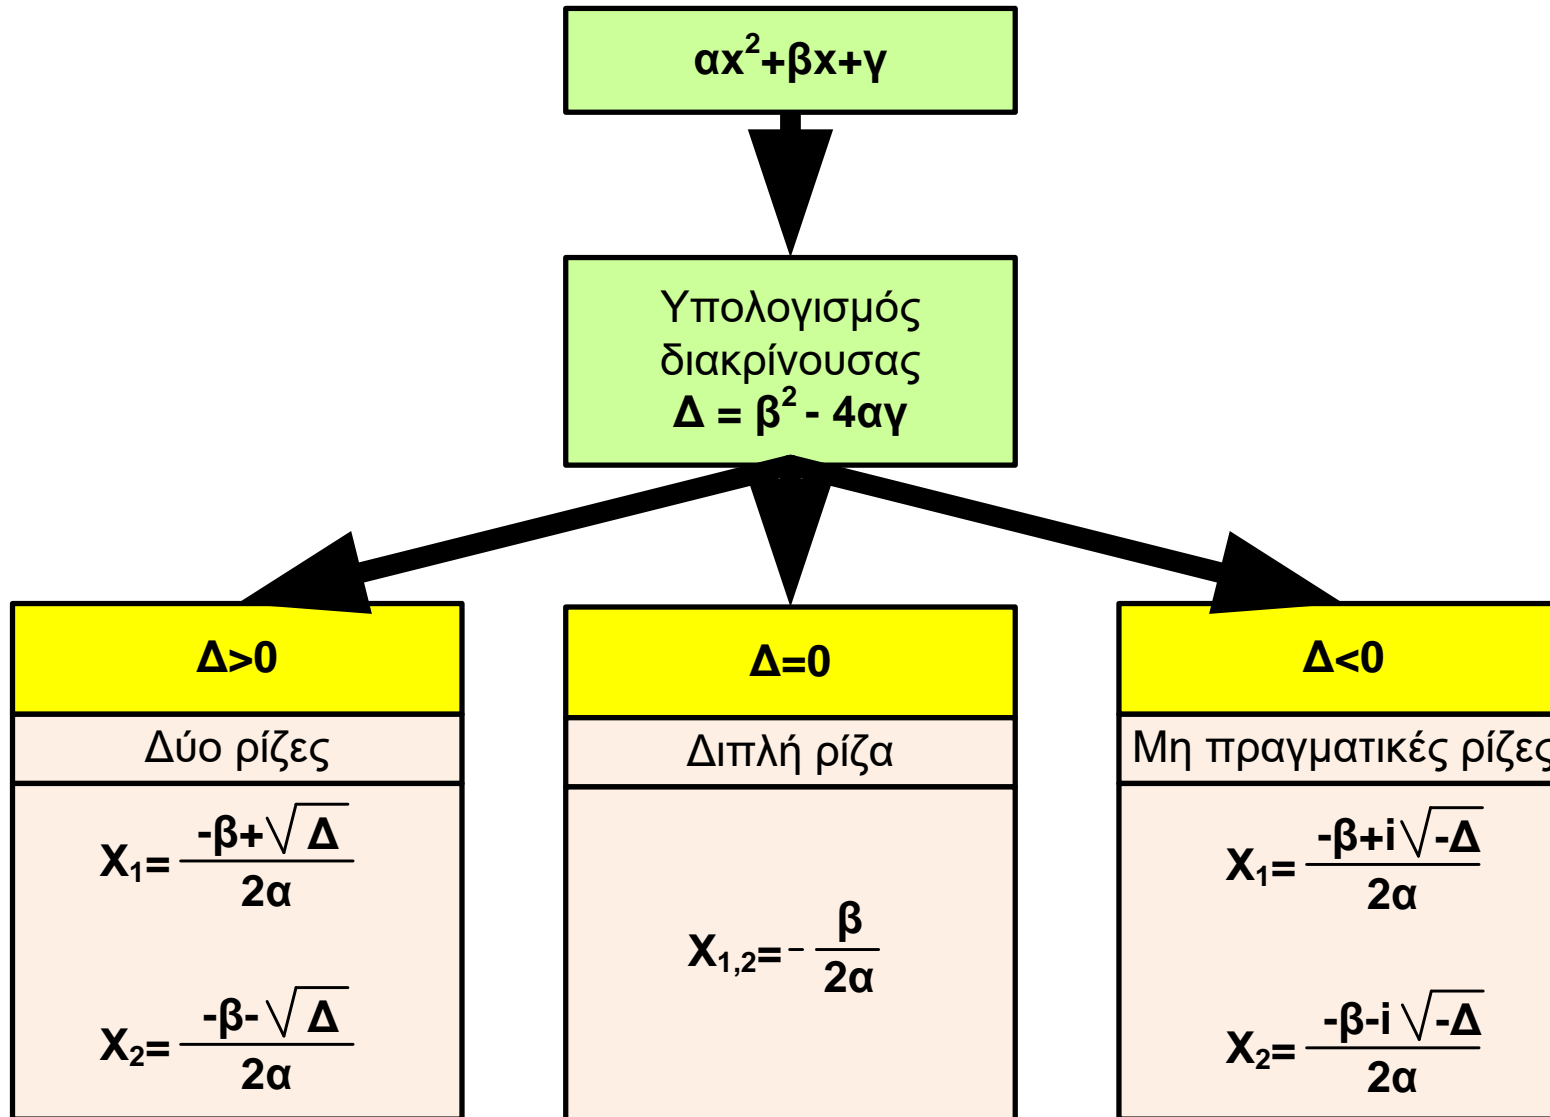 αx²+βx+γ
Υπολογισμός
διακρίνουσας
Δ = β² - 4αγ
Δ>0
Δύο ρίζες
X₁= (-β+√Δ)/2α
X₂= (-β-√Δ)/2α
Δ=0
Διπλή ρίζα
X₁,₂= - β/2α
Δ<0
Μη πραγματικές ρίζες
X₁= (-β+i√-Δ)/2α
X₂= (-β-i√-Δ)/2α